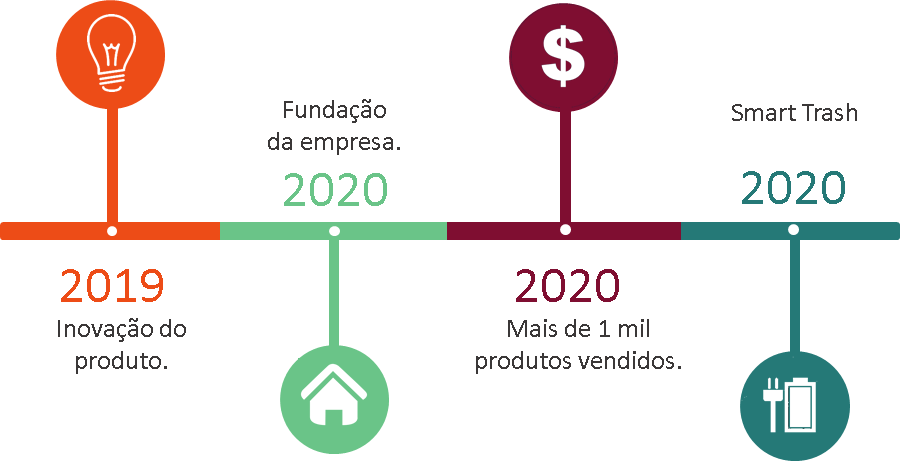 2019
Inovação do
produto.
Fundação
da empresa.
2020
$
2020
Mais de 1 mil
produtos vendidos.
Smart Trash
2020